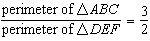 perimeter of △ABC / perimeter of △DEF = 3/2